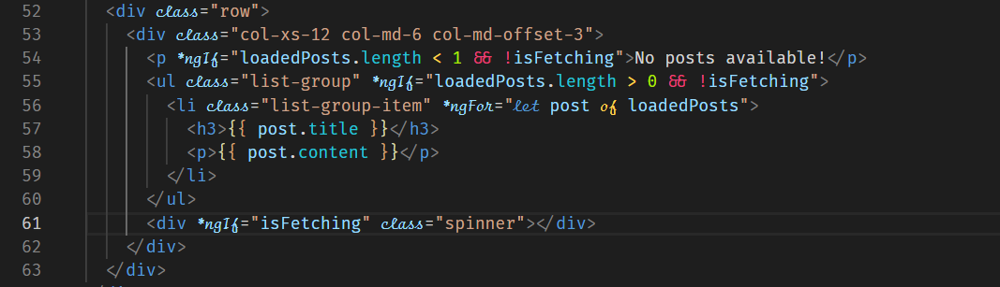 52 <div class="row">
53 <div class="col-xs-12 col-md-6 col-md-offset-3">
54 <p *ngIf="loadedPosts.length < 1 && !isFetching">No posts available!</p>
55 <ul class="list-group" *ngIf="loadedPosts.length > 0 && !isFetching">
56 <li class="list-group-item" *ngFor="let post of loadedPosts">
57 <h3>{{ post.title }}</h3>
58 <p>{{ post.content }}</p>
59 </li>
60 </ul>
61 <div *ngIf="isFetching" class="spinner"></div>
62 </div>
63 </div>